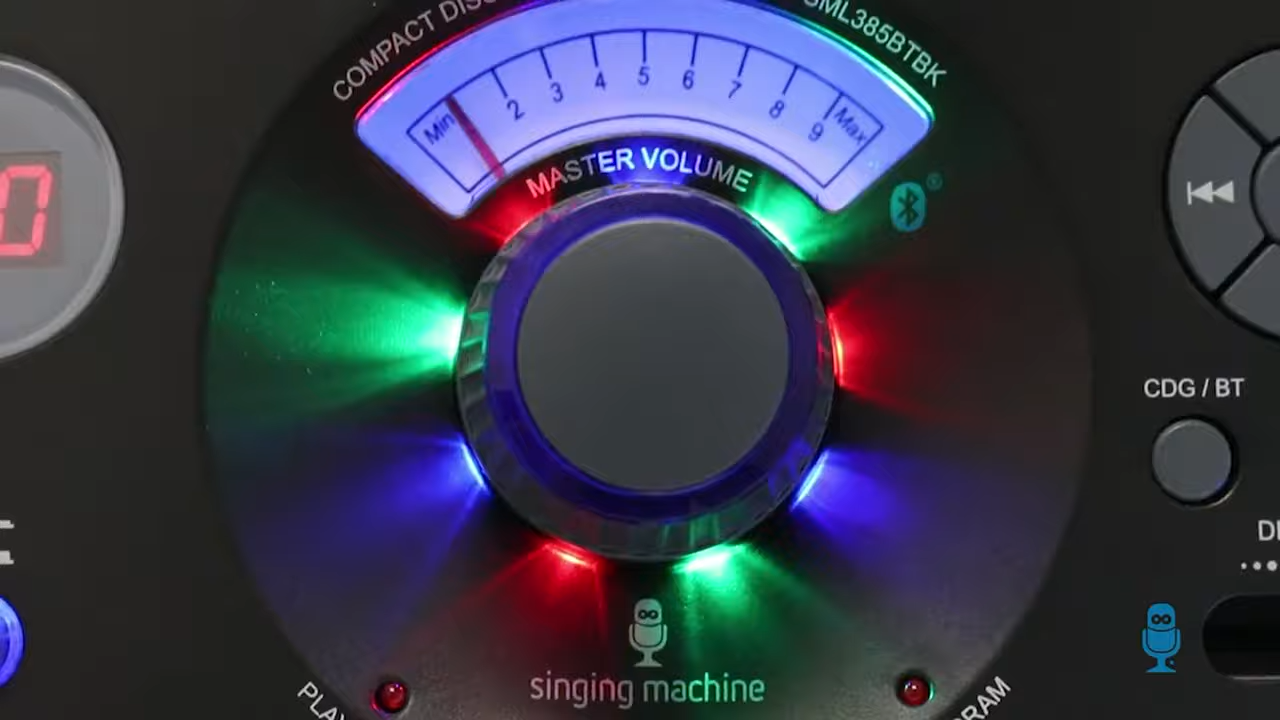 COMPACT DISC
SML385BTBK
Min 2 3 4 5 6 7 8 9 Max
MASTER VOLUME
®
0
CDG / BT
singing machine